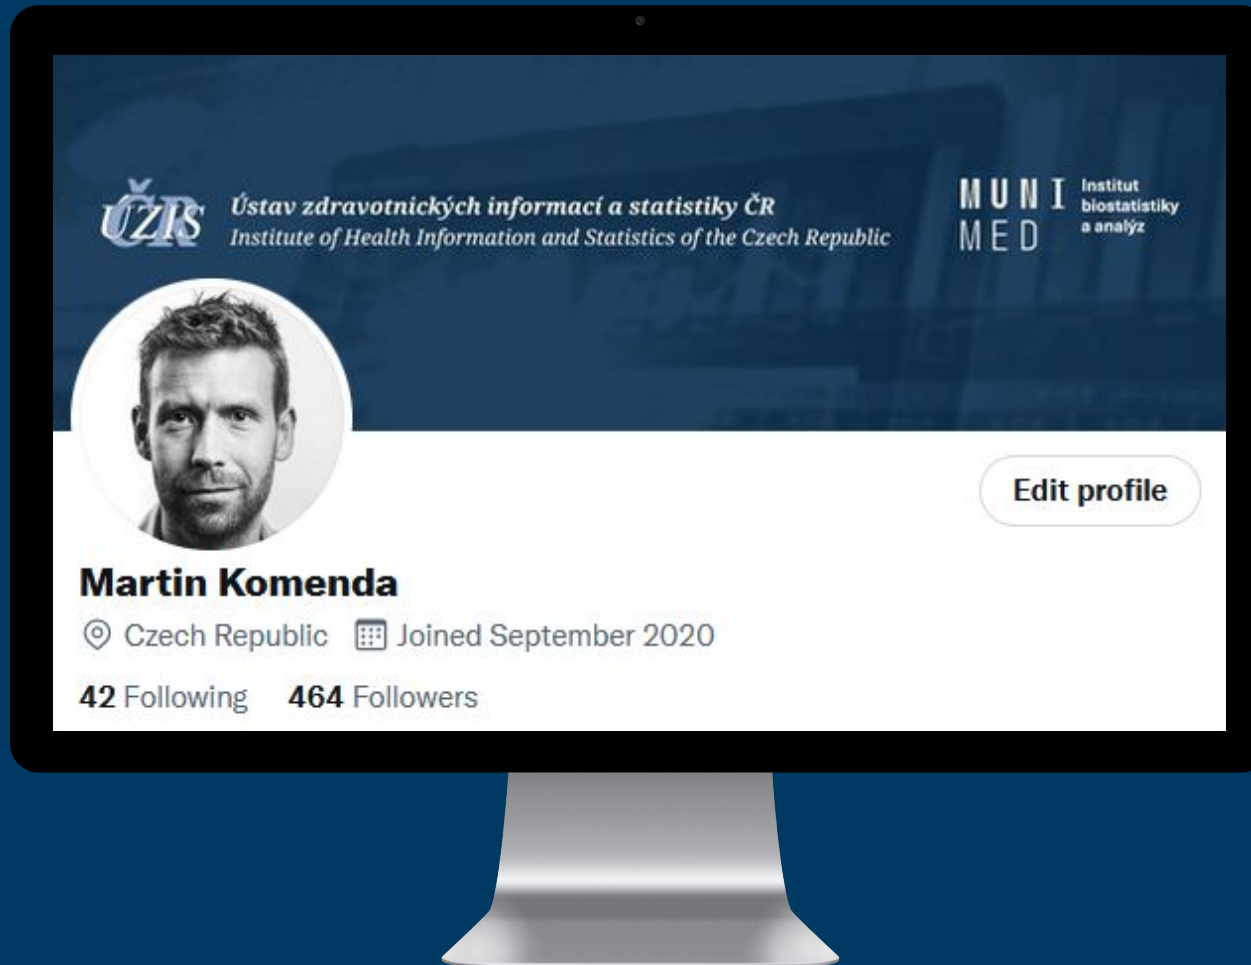 ÚZIS
ČR
Ústav zdravotnických informací a statistiky ČR
Institute of Health Information and Statistics of the Czech Republic
MUNI
MED
Institut
biostatistiky
a analýz
Edit profile
Martin Komenda
Czech Republic Joined September 2020
42 Following 464 Followers